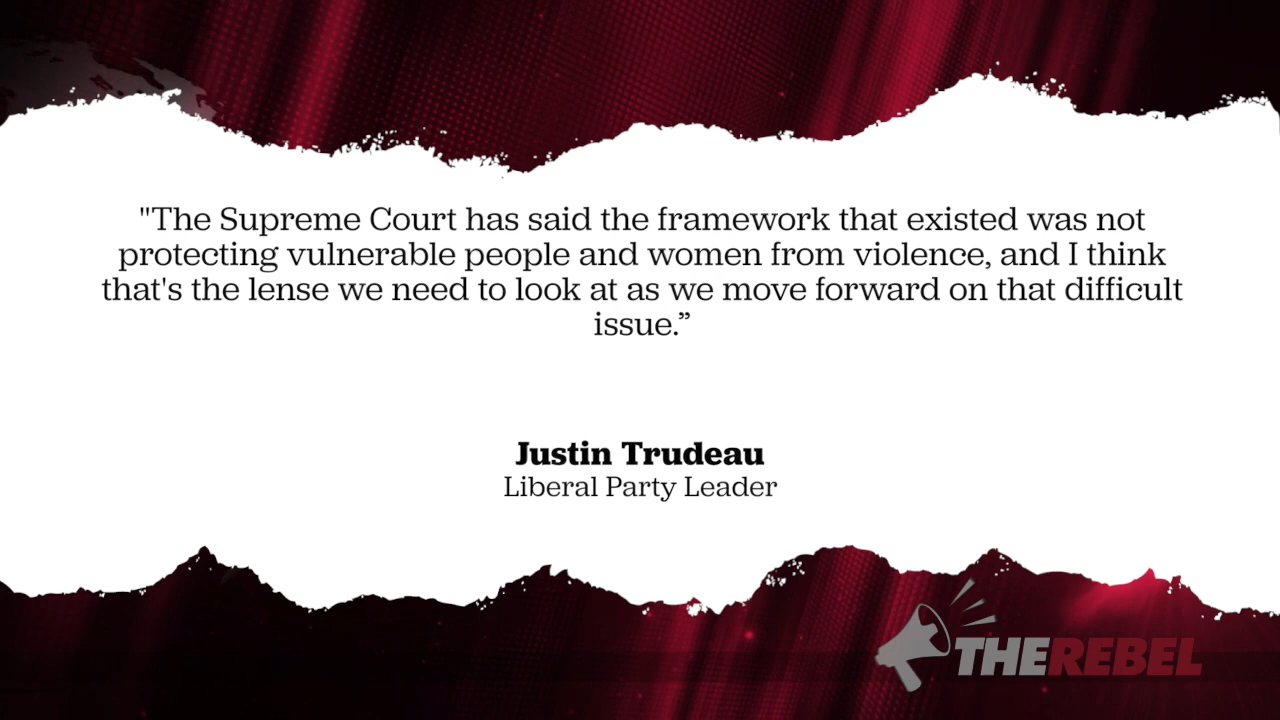 "The Supreme Court has said the framework that existed was not
protecting vulnerable people and women from violence, and I think
that's the lense we need to look at as we move forward on that difficult
issue.”
Justin Trudeau
Liberal Party Leader
THEREBEL